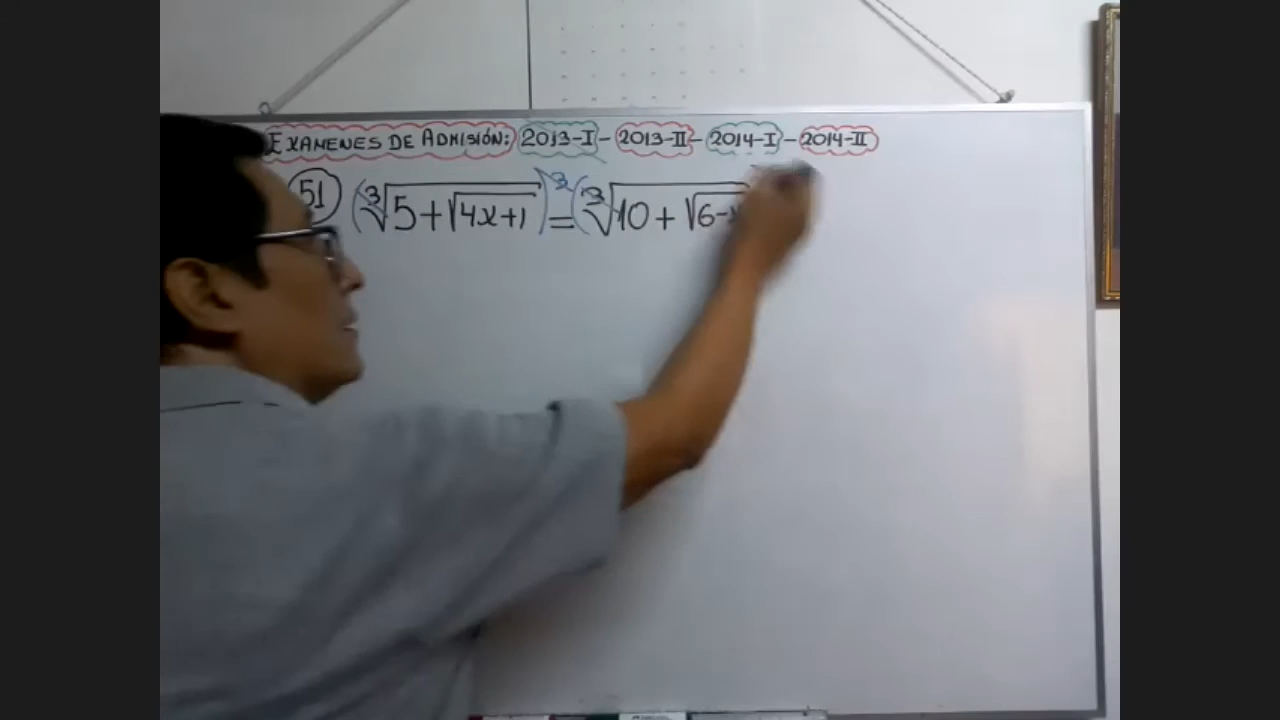 EXAMENES DE ADMISIÓN: 2013-I - 2013-II - 2014-I - 2014-II
51 (∛(5+√(4x+1)))³ = (∛(10+√(6-x